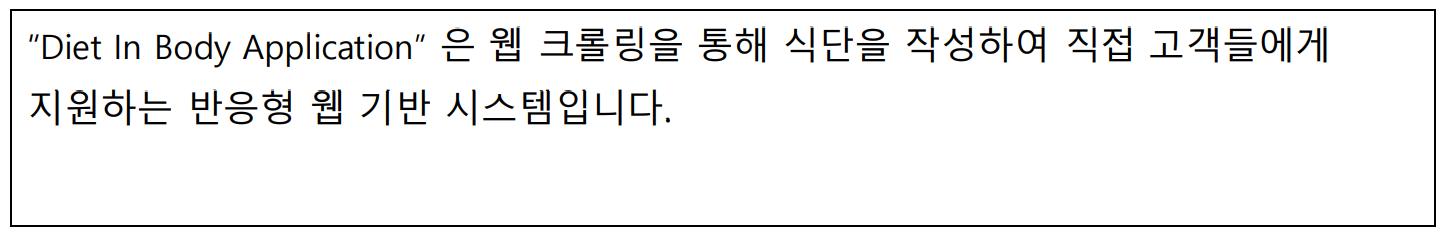 "Diet In Body Application" 은 웹 크롤링을 통해 식단을 작성하여 직접 고객들에게
지원하는 반응형 웹 기반 시스템입니다.